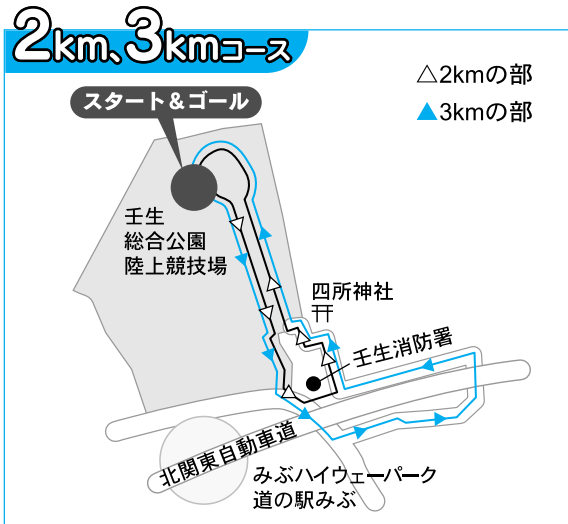 2km、3kmコース
△2kmの部
▲3kmの部
スタート&ゴール
壬生
総合公園
陸上競技場
四所神社
壬生消防署
北関東自動車道
みぶハイウェーパーク
道の駅みぶ